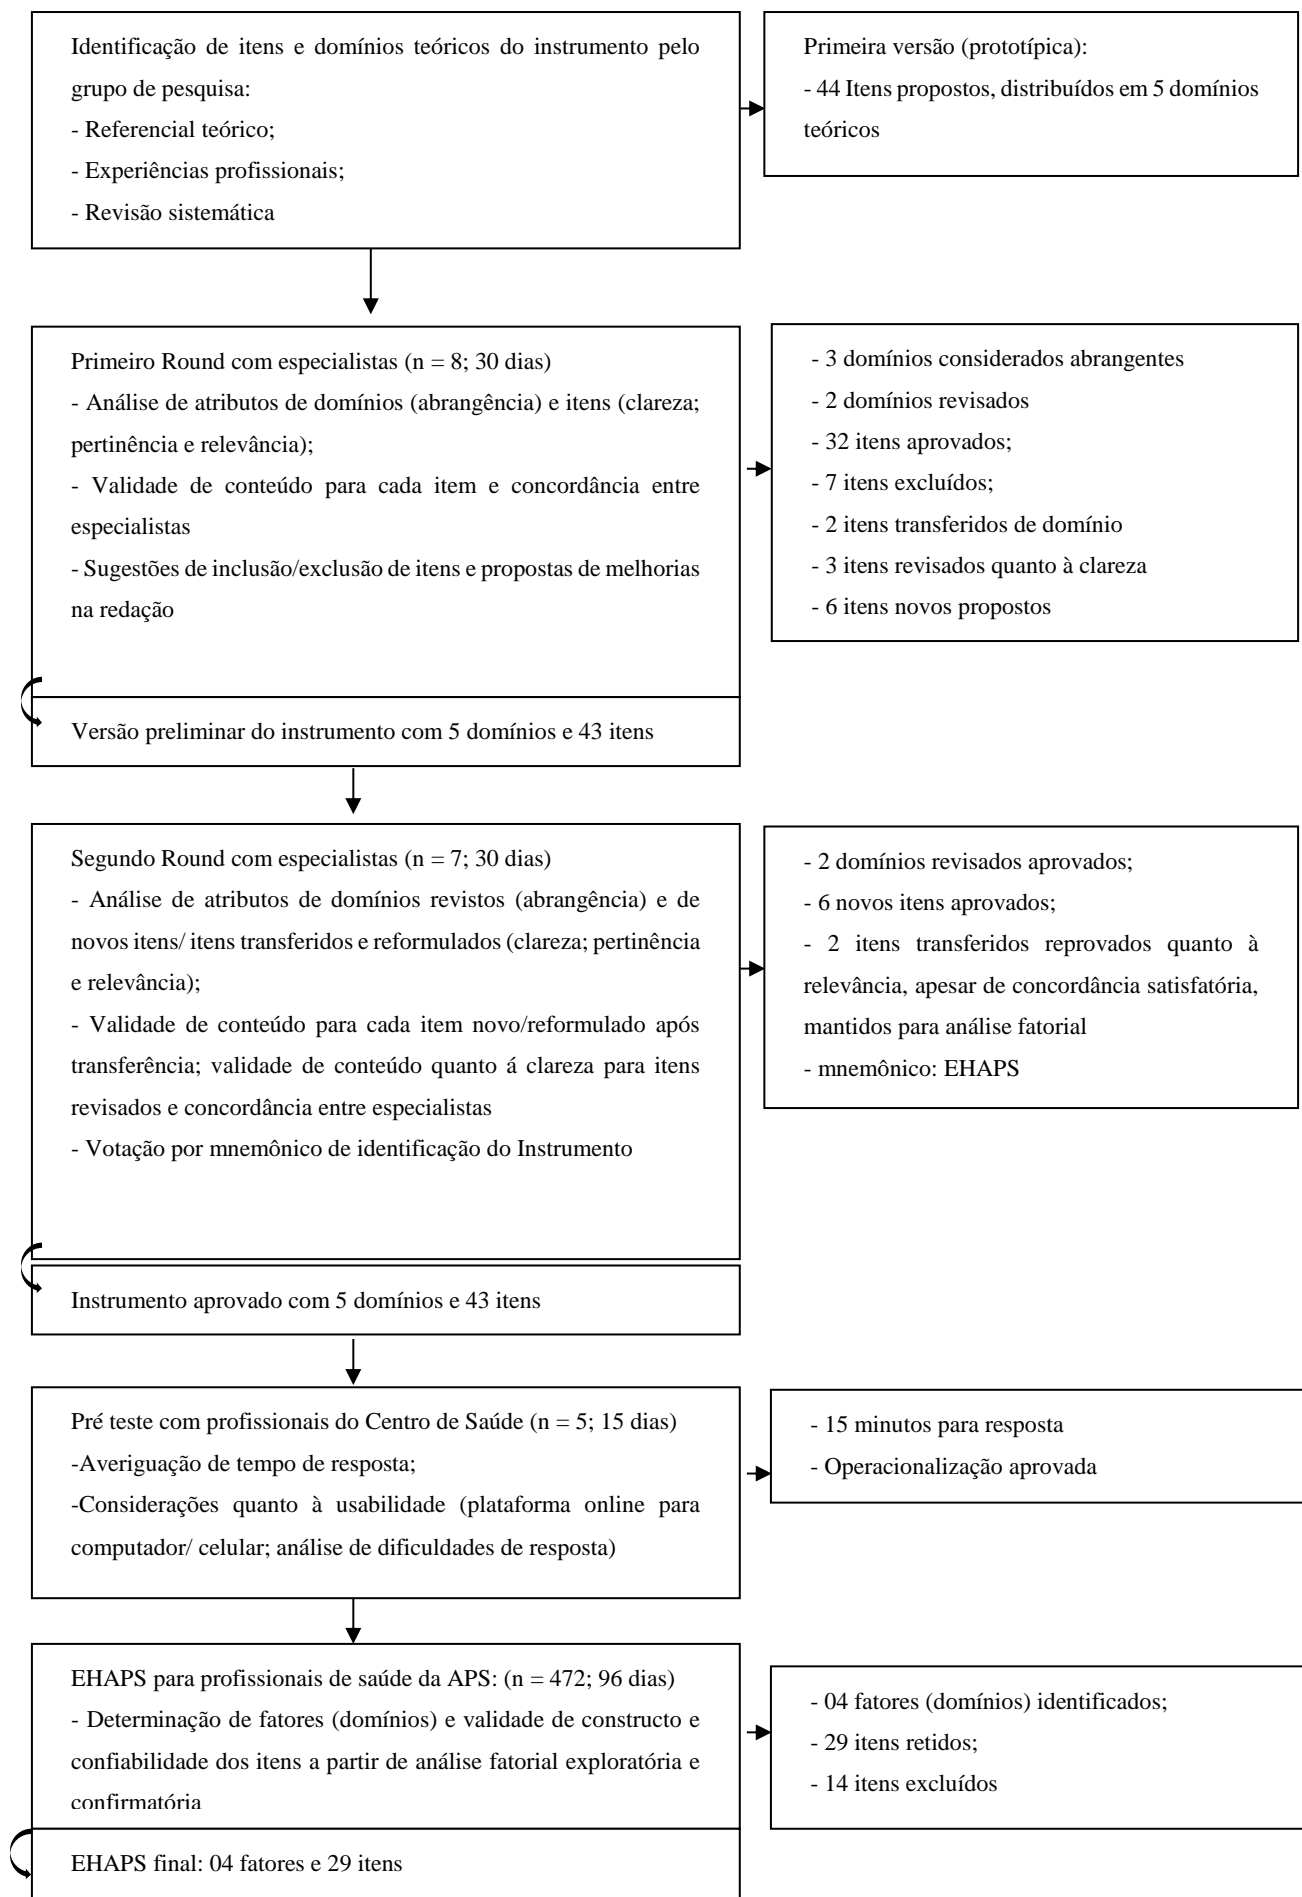 Identificação de itens e domínios teóricos do instrumento pelo
grupo de pesquisa:
- Referencial teórico;
- Experiências profissionais;
- Revisão sistemática
Primeira versão (prototípica):
- 44 Itens propostos, distribuídos em 5 domínios
teóricos
Primeiro Round com especialistas (n = 8; 30 dias)
- Análise de atributos de domínios (abrangência) e itens (clareza;
pertinência e relevância);
- Validade de conteúdo para cada item e concordância entre
especialistas
- Sugestões de inclusão/exclusão de itens e propostas de melhorias
na redação
- 3 domínios considerados abrangentes
- 2 domínios revisados
- 32 itens aprovados;
- 7 itens excluídos;
- 2 itens transferidos de domínio
- 3 itens revisados quanto à clareza
- 6 itens novos propostos
Versão preliminar do instrumento com 5 domínios e 43 itens
Segundo Round com especialistas (n = 7; 30 dias)
- Análise de atributos de domínios revistos (abrangência) e de
novos itens/ itens transferidos e reformulados (clareza; pertinência
e relevância);
- Validade de conteúdo para cada item novo/reformulado após
transferência; validade de conteúdo quanto á clareza para itens
revisados e concordância entre especialistas
- Votação por mnemônico de identificação do Instrumento
- 2 domínios revisados aprovados;
- 6 novos itens aprovados;
- 2 itens transferidos reprovados quanto à
relevância, apesar de concordância satisfatória,
mantidos para análise fatorial
- mnemônico: EHAPS
Instrumento aprovado com 5 domínios e 43 itens
Pré teste com profissionais do Centro de Saúde (n = 5; 15 dias)
-Averiguação de tempo de resposta;
-Considerações quanto à usabilidade (plataforma online para
computador/ celular; análise de dificuldades de resposta)
- 15 minutos para resposta
- Operacionalização aprovada
EHAPS para profissionais de saúde da APS: (n = 472; 96 dias)
- Determinação de fatores (domínios) e validade de constructo e
confiabilidade dos itens a partir de análise fatorial exploratória e
confirmatória
- 04 fatores (domínios) identificados;
- 29 itens retidos;
- 14 itens excluídos
EHAPS final: 04 fatores e 29 itens